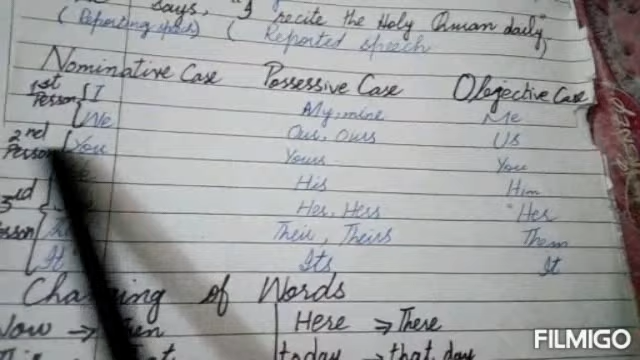 says, "I recite the Holy Quran daily"
(Reporting speech) (Reported speech
Nominative Case Possessive Case Objective Case
1st Person I My, mine Me
We Our, Ours Us
2nd Person You Yours You
His Him
3rd Her, Hers "Her
Person Their, Theirs Them
It Its It
Changing of Words
Now → Then Here → There
today → that day
FILMIGO